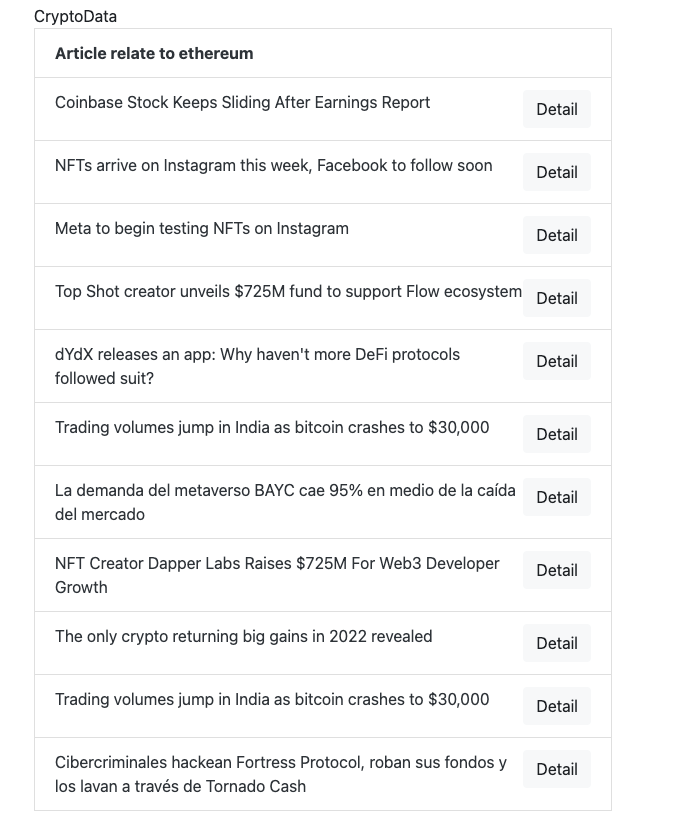 CryptoData
Article relate to ethereum
Coinbase Stock Keeps Sliding After Earnings Report
Detail
NFTs arrive on Instagram this week, Facebook to follow soon
Detail
Meta to begin testing NFTs on Instagram
Detail
Top Shot creator unveils $725M fund to support Flow ecosystem
Detail
dYdX releases an app: Why haven't more DeFi protocols
followed suit?
Detail
Trading volumes jump in India as bitcoin crashes to $30,000
Detail
La demanda del metaverso BAYC cae 95% en medio de la caída
del mercado
Detail
NFT Creator Dapper Labs Raises $725M For Web3 Developer
Growth
Detail
The only crypto returning big gains in 2022 revealed
Detail
Trading volumes jump in India as bitcoin crashes to $30,000
Detail
Cibercriminales hackean Fortress Protocol, roban sus fondos y
los lavan a través de Tornado Cash
Detail